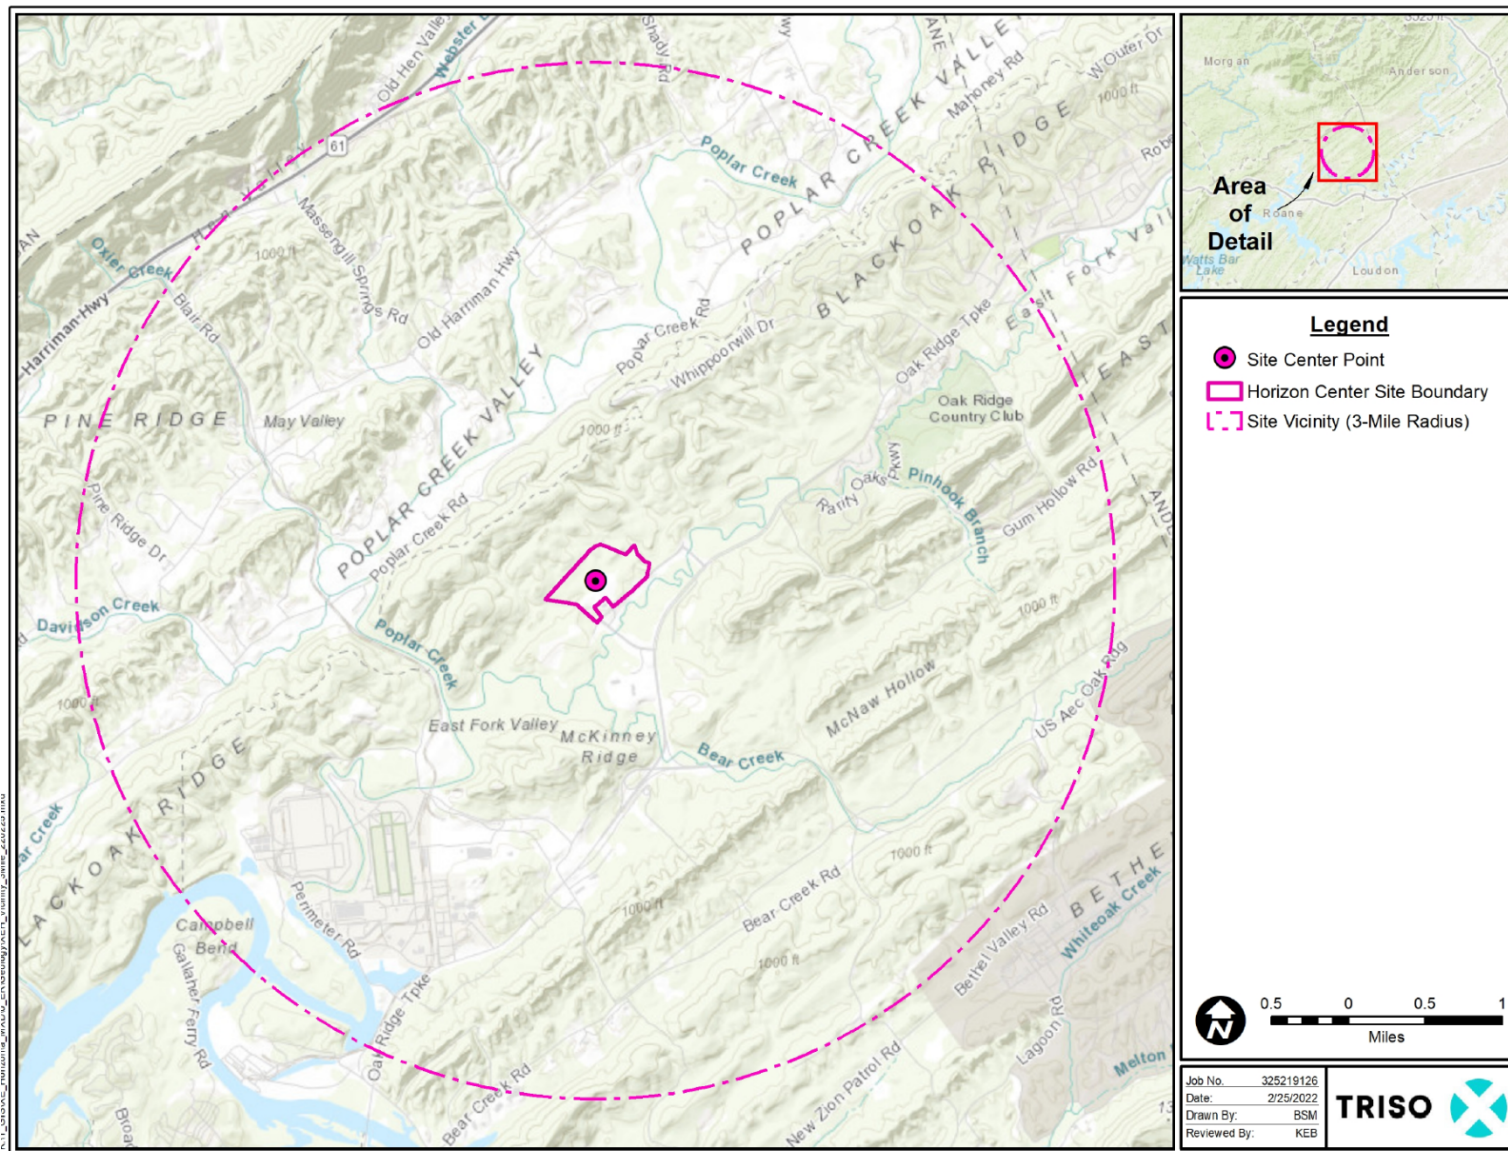 Old Hen Valley
Webster
Shady Rd
Mahoney Rd
W Outer Dr
1000 ft
61
Hen Valley
Poplar Creek
POPLAR CREEK VALLEY
BLACKOAK RIDGE
Oxier Creek
1000 ft
Massengill Springs Rd
Old Harriman Hwy
-Harriman Hwy
Blair Rd
Poplar Creek Rd
Whippoorwill Dr
Oak Ridge Tpke
East Fork Vall
EAST
PINE RIDGE
May Valley
1000 ft
Oak Ridge
Country Club
POPLAR CREEK VALLEY
Poplar Creek Rd
Rarity Oaks Pkwy
Pinhook Branch
Gum Hollow Rd
Pine Ridge Dr
Davidson Creek
Poplar Creek
1000 ft
1000 ft
McNaw Hollow
US Aec Oak Rdg
East Fork Valley
McKinney
Ridge
Bear Creek
LACKOAK RIDGE
ar Creek
1000 ft
1000 ft
Bear Creek Rd
BETHE
Whiteoak Creek
Perimeter Rd
Campbell
Bend
Gallaher Ferry Rd
1000 ft
Bethel Valley Rd
Oak Ridge Tpke
Lagoon Rd
Melton
Bear Creek Rd
New Zion Patrol Rd
Broad
Morgan
Anderson
Area
of
Detail
Roane
Watts Bar
Lake
Loudon
Legend
Site Center Point
Horizon Center Site Boundary
Site Vicinity (3-Mile Radius)
N
0.5 0 0.5 1
Miles
Job No. 325219126
Date: 2/25/2022
Drawn By: BSM
Reviewed By: KEB
TRISO